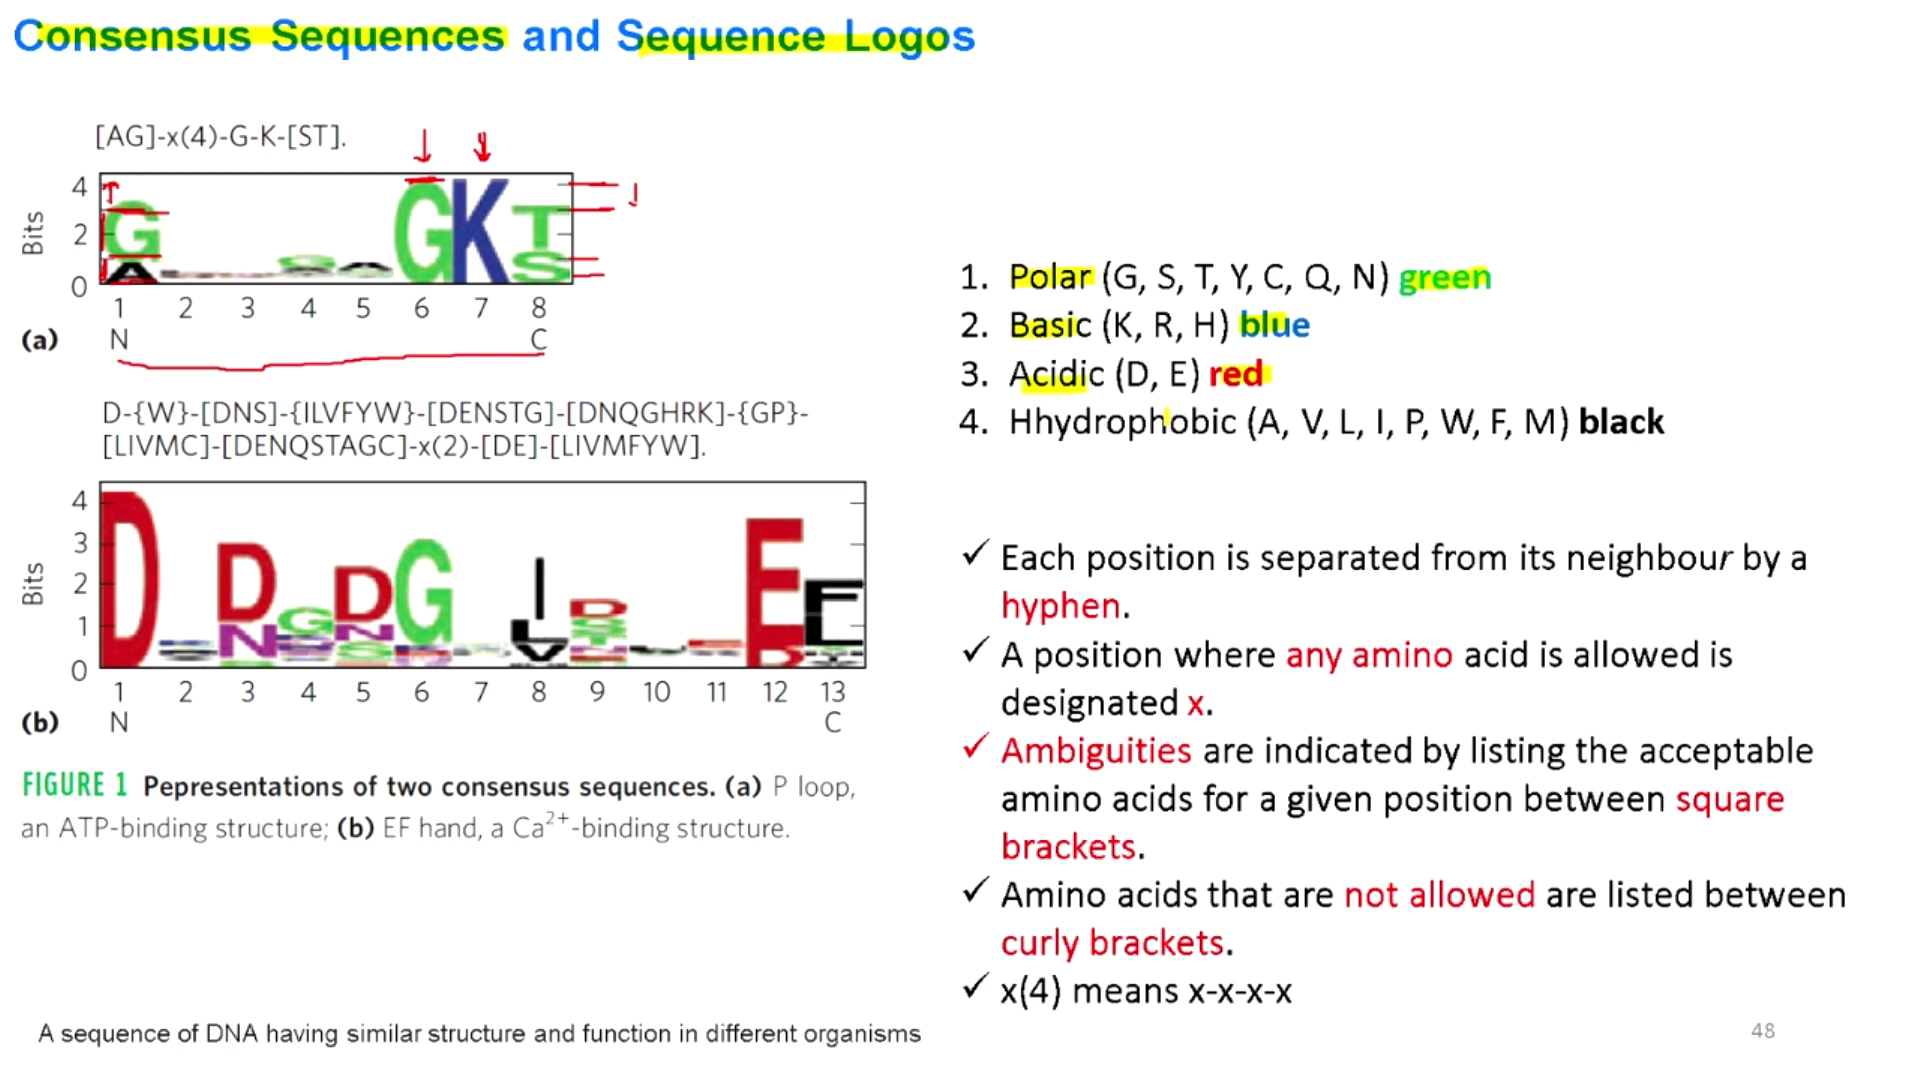 Consensus Sequences and Sequence Logos
[AG]-x(4)-G-K-[ST].
Bits
4
2
0
G
A
G K T
S
1 2 3 4 5 6 7 8
(a) N C
D-{W}-[DNS]-{ILVFYW}-[DENSTG]-[DNQGHRK]-{GP}-
[LIVMC]-[DENQSTAGC]-x(2)-[DE]-[LIVMFYW].
Bits
4
3
2
1
0
D D G D G I D E F
N N L L
S V D
1 2 3 4 5 6 7 8 9 10 11 12 13
(b) N C
FIGURE 1 Pepresentations of two consensus sequences. (a) P loop,
an ATP-binding structure; (b) EF hand, a Ca2+-binding structure.
A sequence of DNA having similar structure and function in different organisms
1. Polar (G, S, T, Y, C, Q, N) green
2. Basic (K, R, H) blue
3. Acidic (D, E) red
4. Hhydrophobic (A, V, L, I, P, W, F, M) black
✓ Each position is separated from its neighbour by a
hyphen.
✓ A position where any amino acid is allowed is
designated x.
✓ Ambiguities are indicated by listing the acceptable
amino acids for a given position between square
brackets.
✓ Amino acids that are not allowed are listed between
curly brackets.
✓ x(4) means x-x-x-x
48